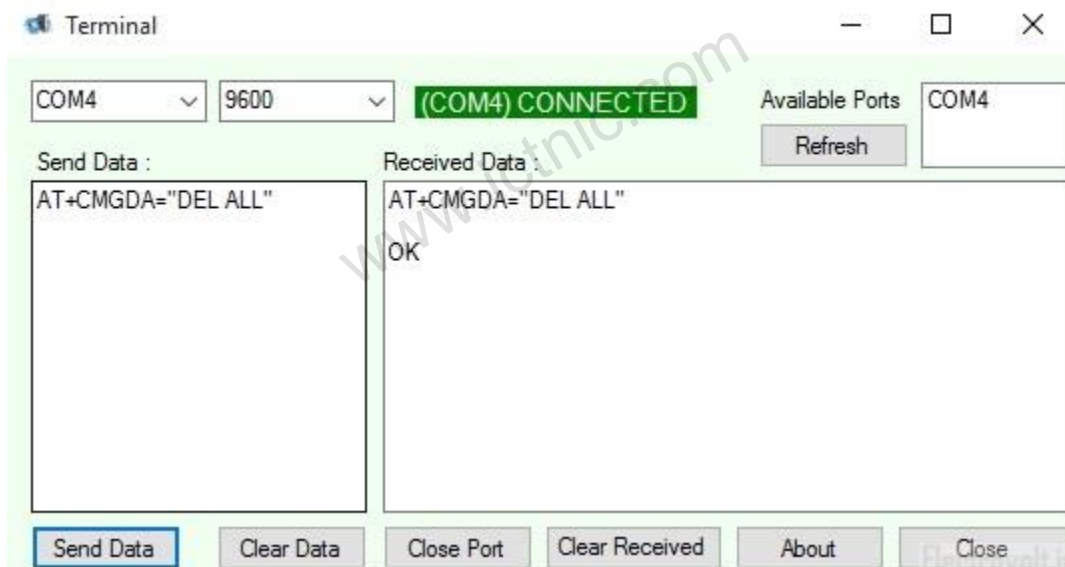 Terminal
COM4 9600 (COM4) CONNECTED Available Ports COM4
Refresh
Send Data : Received Data :
AT+CMGDA="DEL ALL" AT+CMGDA="DEL ALL"
OK
www.ictnic.com
Send Data Clear Data Close Port Clear Received About Close